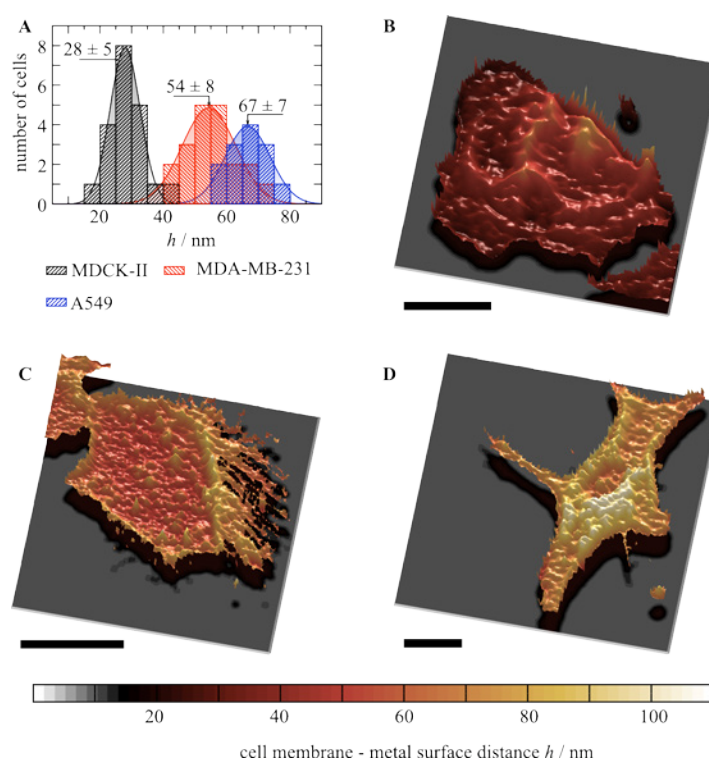 A
28 ± 5
54 ± 8
67 ± 7
8
6
4
2
0
number of cells
20 40 60 80
h / nm
MDCK-II MDA-MB-231
A549
B
C
D
20 40 60 80 100
cell membrane - metal surface distance h / nm